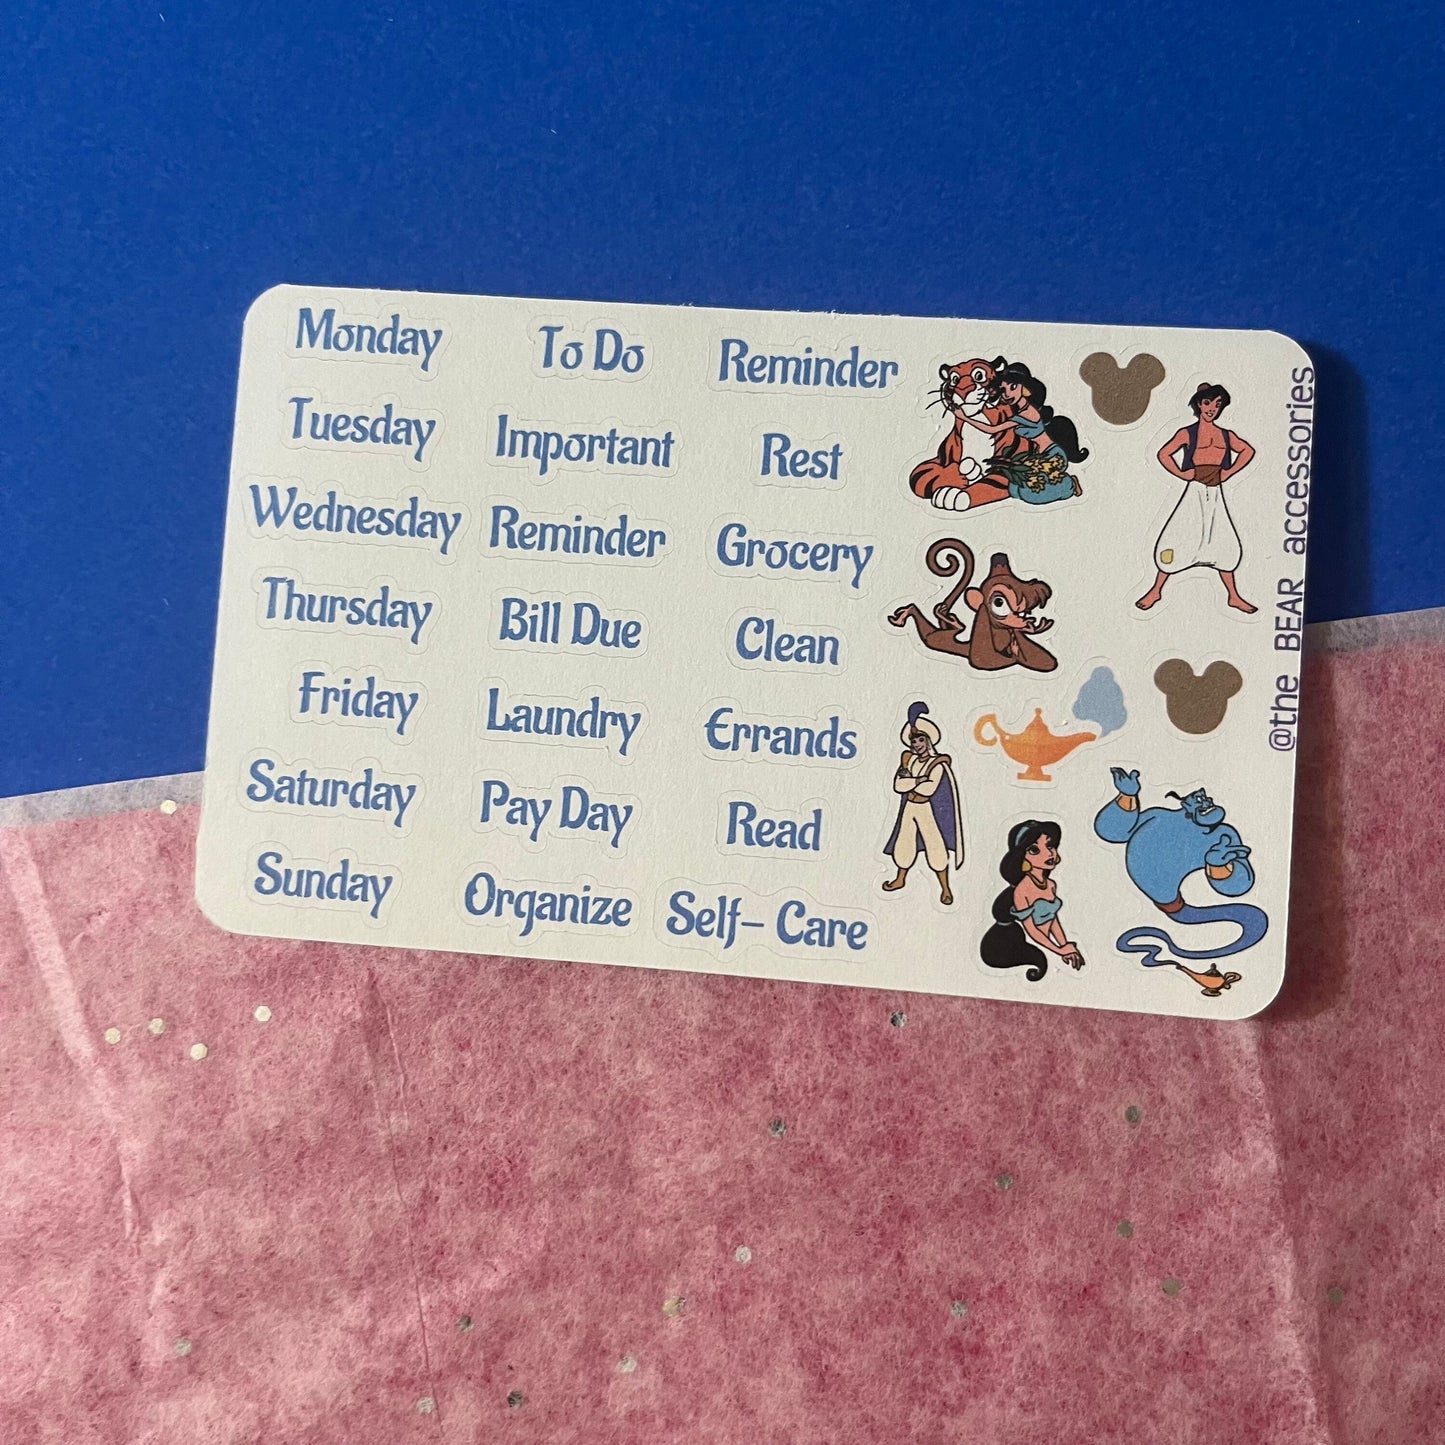 Monday
Tuesday
Wednesday
Thursday
Friday
Saturday
Sunday
To Do
Important
Reminder
Bill Due
Laundry
Pay Day
Organize
Reminder
Rest
Grocery
Clean
Errands
Read
Self- Care
@the BEAR accessories